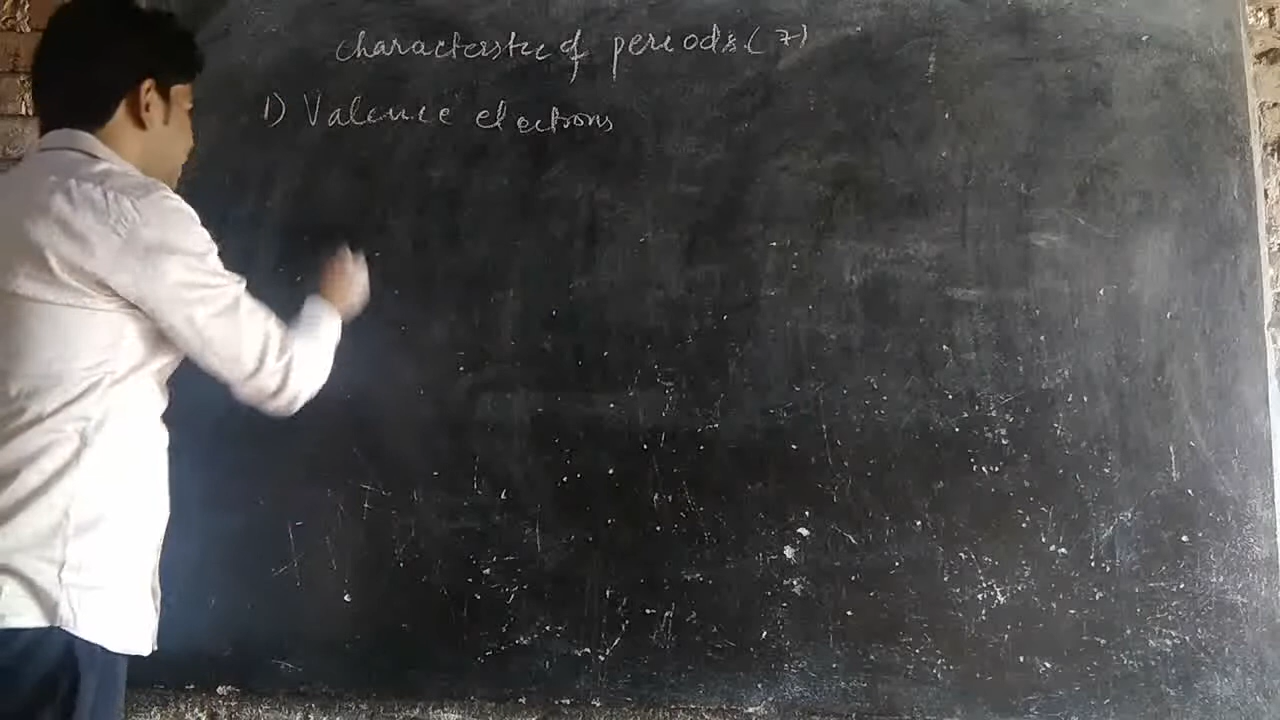 characterstic of periods (7)
1) Valence electrons